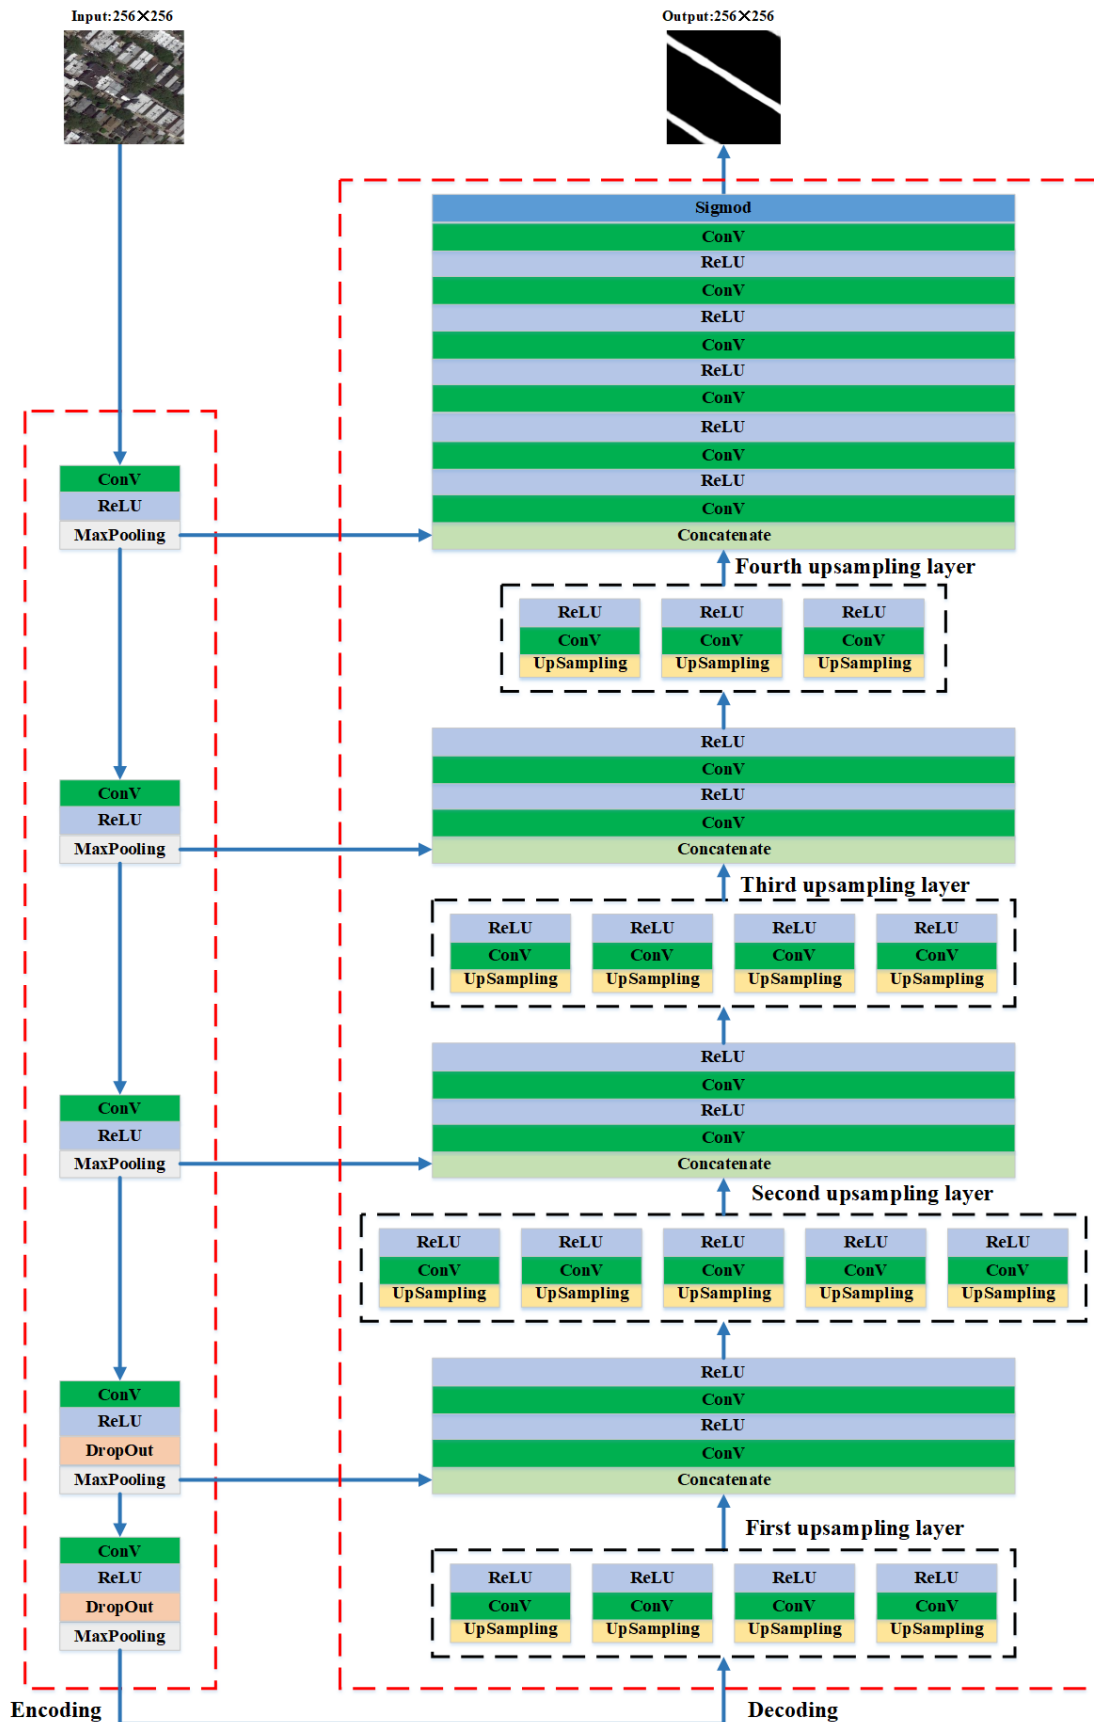 Input:256×256
Output:256×256
Sigmod
ConV
ReLU
ConV
ReLU
ConV
ReLU
ConV
ReLU
ConV
ReLU
ConV
Concatenate
ConV
ReLU
MaxPooling
Fourth upsampling layer
ReLU ReLU ReLU
ConV ConV ConV
UpSampling UpSampling UpSampling
ReLU
ConV
ReLU
ConV
Concatenate
ConV
ReLU
MaxPooling
Third upsampling layer
ReLU ReLU ReLU ReLU
ConV ConV ConV ConV
UpSampling UpSampling UpSampling UpSampling
ReLU
ConV
ReLU
ConV
Concatenate
ConV
ReLU
MaxPooling
Second upsampling layer
ReLU ReLU ReLU ReLU ReLU
ConV ConV ConV ConV ConV
UpSampling UpSampling UpSampling UpSampling UpSampling
ReLU
ConV
ReLU
ConV
Concatenate
ConV
ReLU
DropOut
MaxPooling
First upsampling layer
ReLU ReLU ReLU ReLU
ConV ConV ConV ConV
UpSampling UpSampling UpSampling UpSampling
ConV
ReLU
DropOut
MaxPooling
Encoding
Decoding